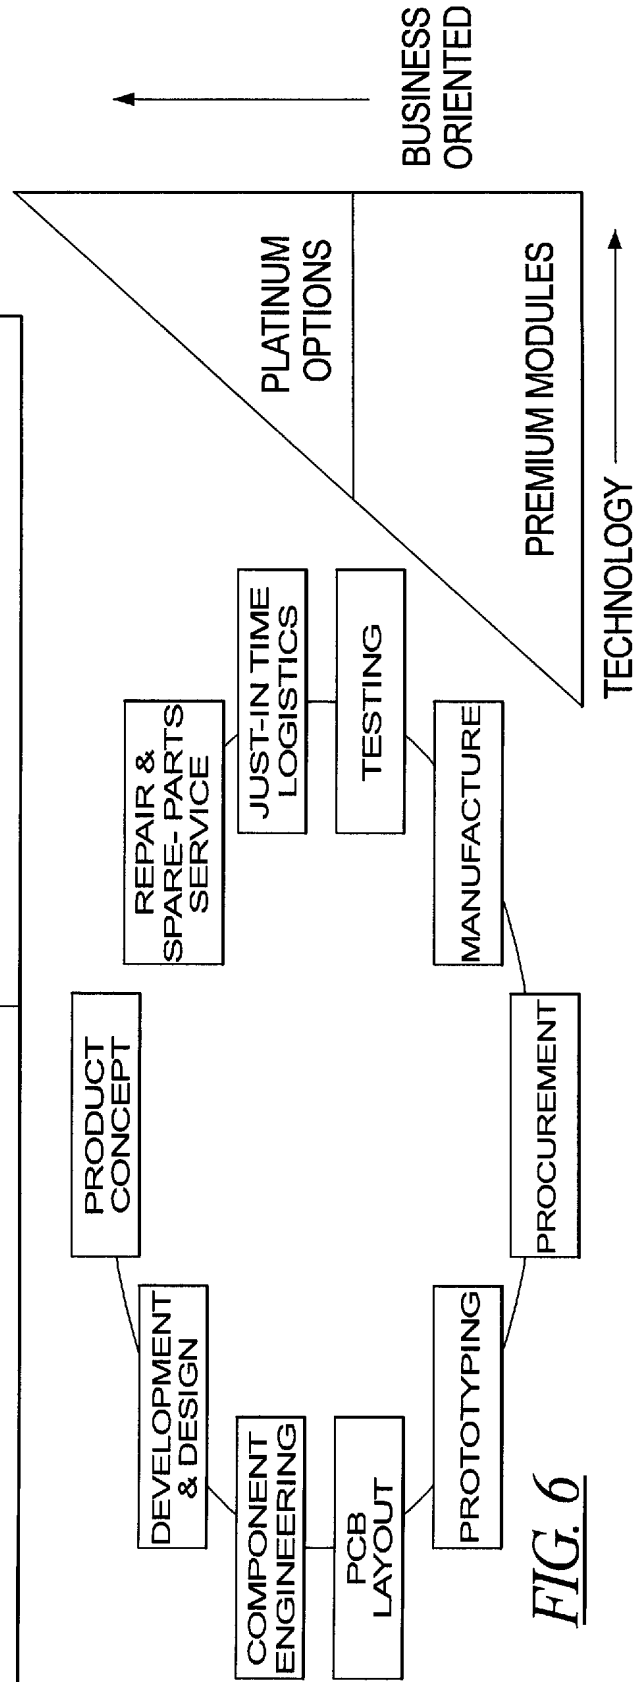 PRODUCT
CONCEPT
DEVELOPMENT
& DESIGN
COMPONENT
ENGINEERING
PCB
LAYOUT
PROTOTYPING
PROCUREMENT
MANUFACTURE
TESTING
JUST-IN TIME
LOGISTICS
REPAIR &
SPARE- PARTS
SERVICE
PLATINUM
OPTIONS
PREMIUM MODULES
BUSINESS
ORIENTED
TECHNOLOGY
FIG. 6